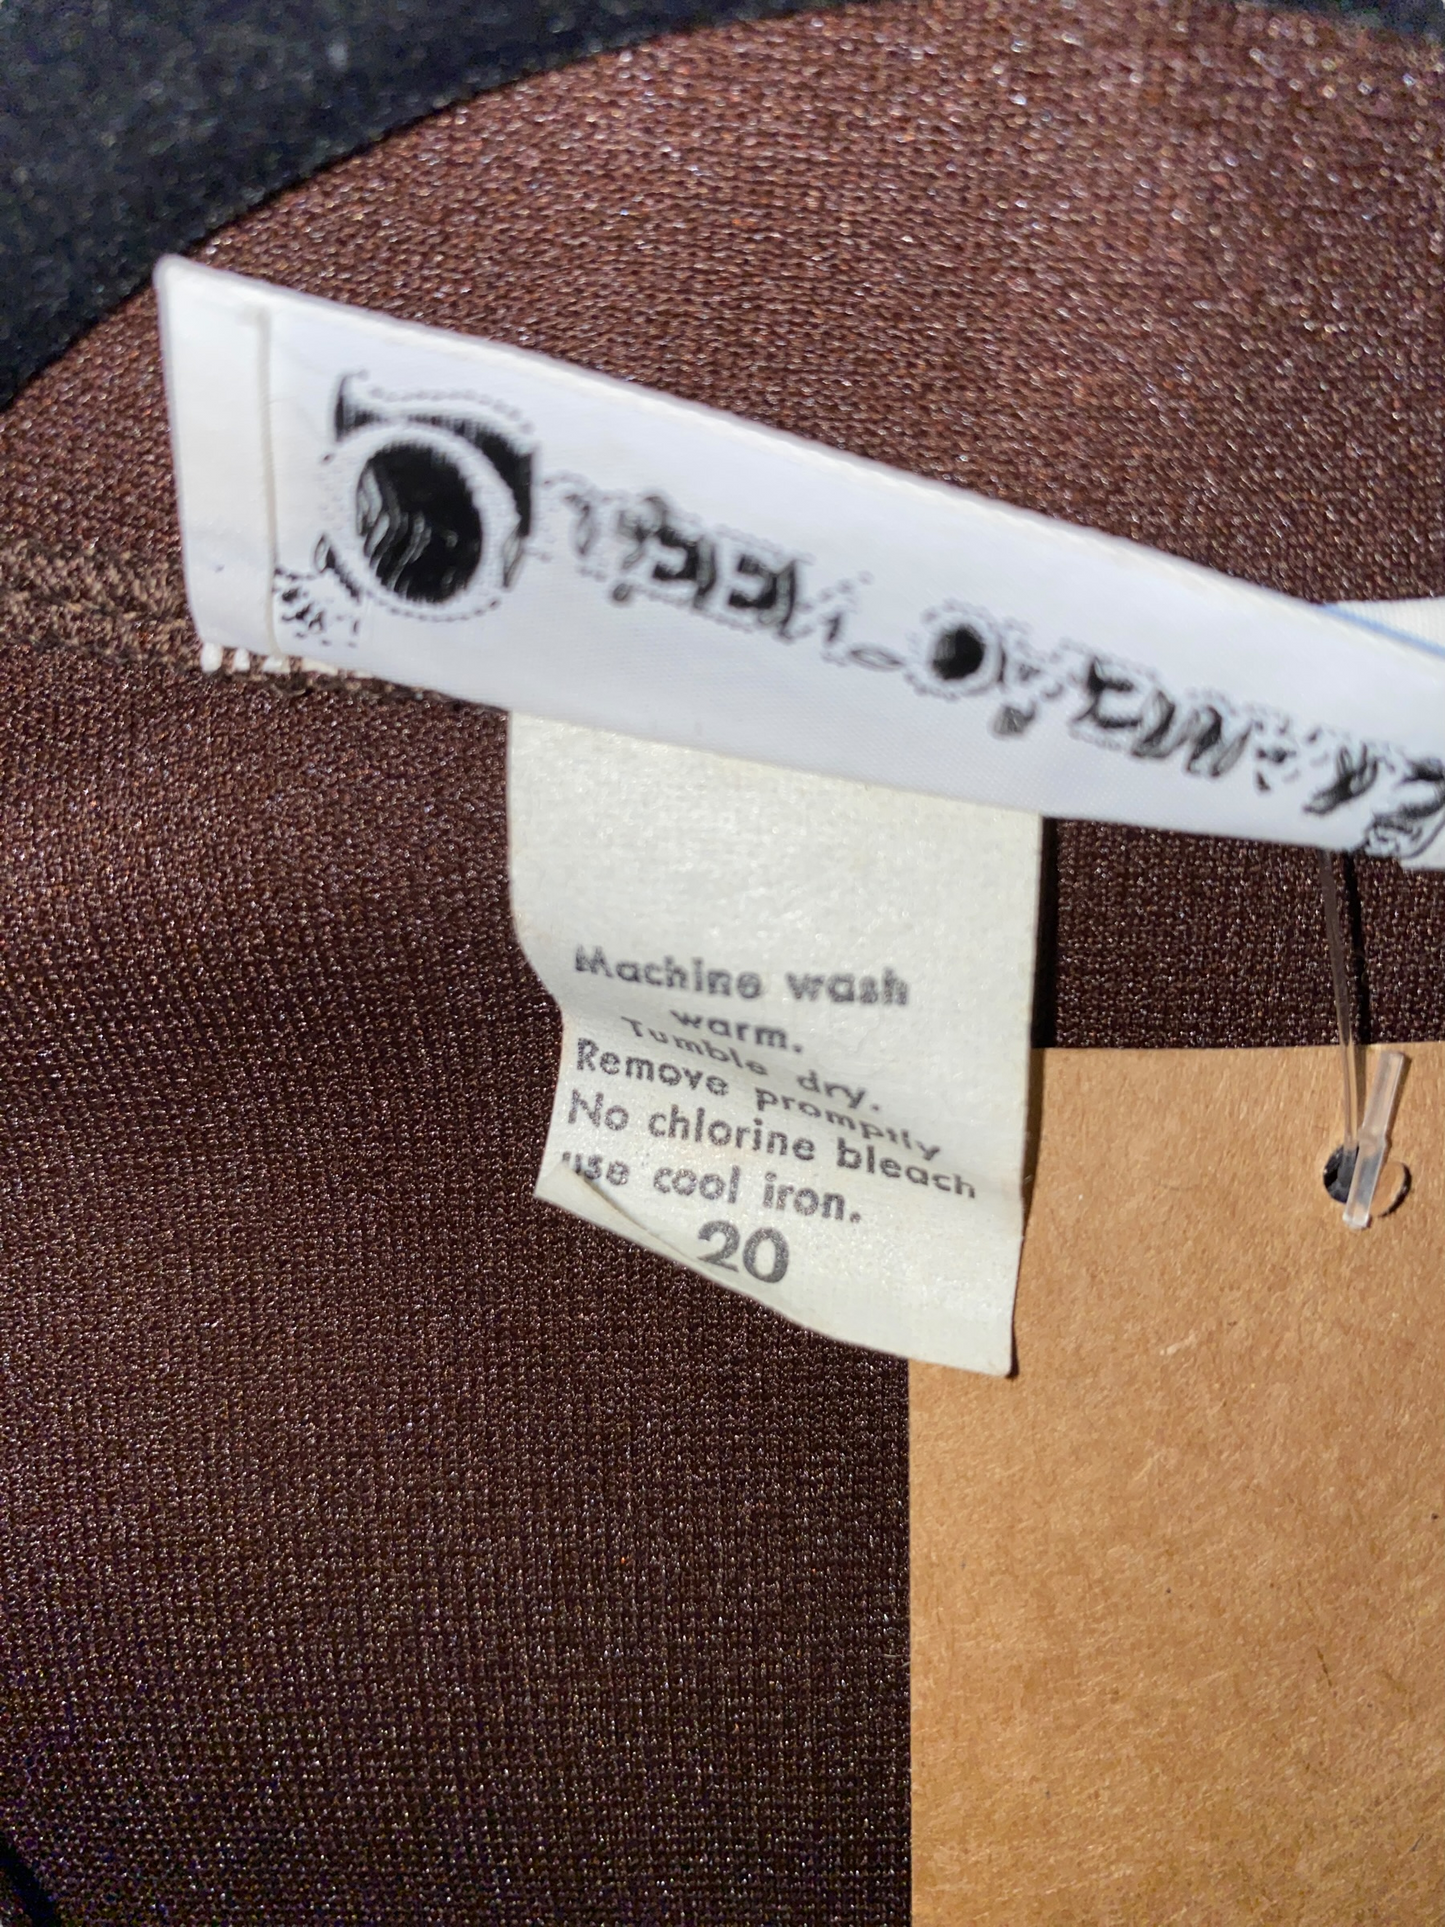 Machine wash
warm.
Tumble dry.
Remove promptly
No chlorine bleach
use cool iron.
20